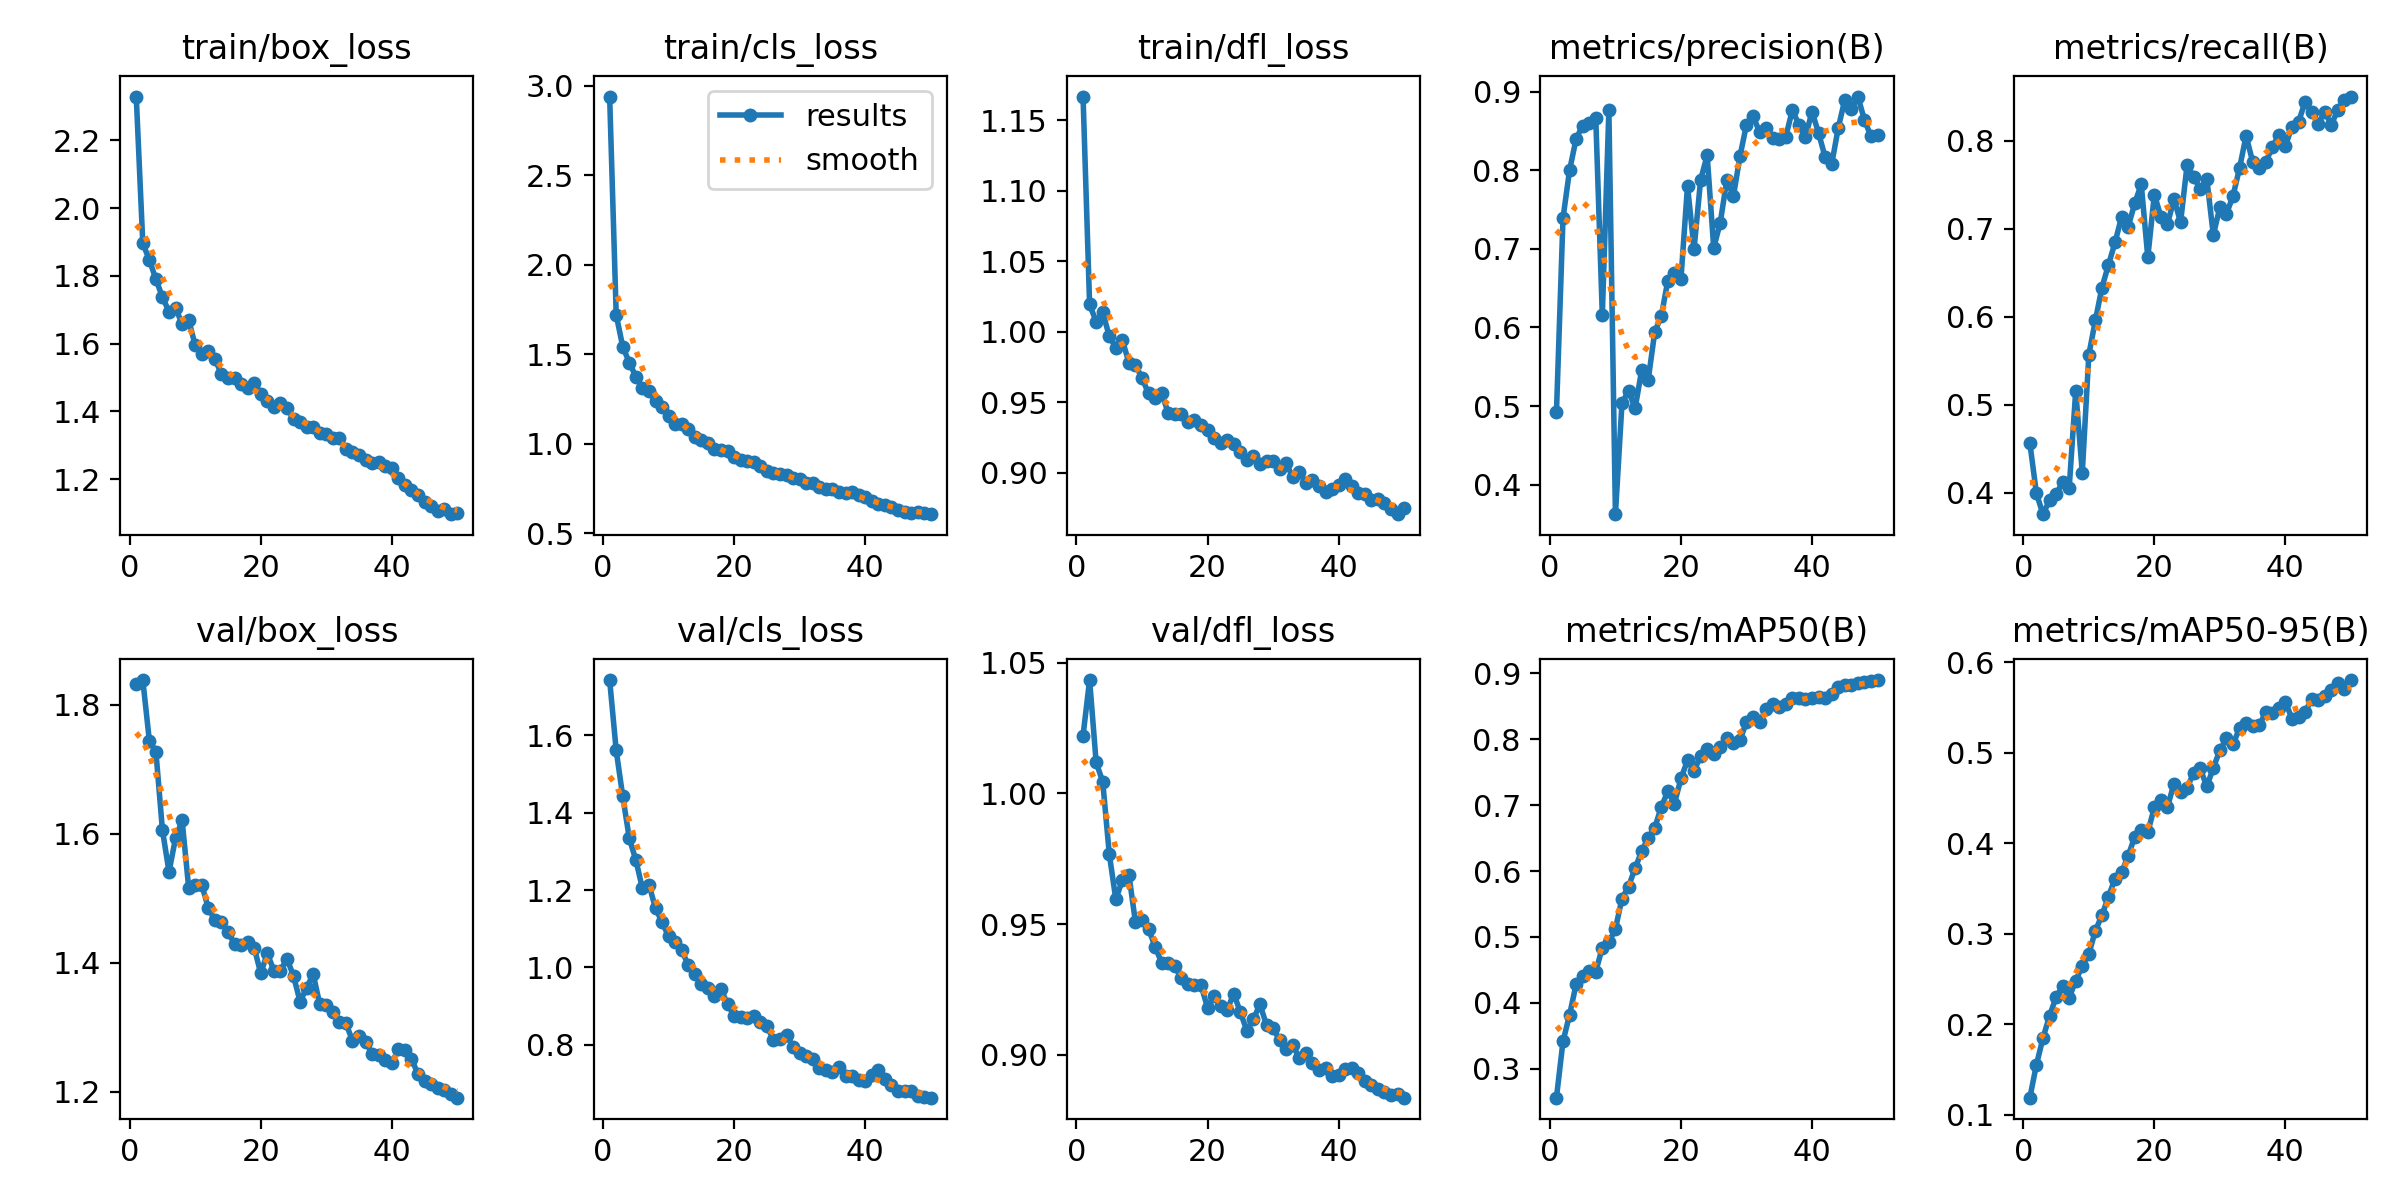 train/box_loss
2.2
2.0
1.8
1.6
1.4
1.2
0 20 40
train/cls_loss
results
smooth
3.0
2.5
2.0
1.5
1.0
0.5
0 20 40
train/dfl_loss
1.15
1.10
1.05
1.00
0.95
0.90
0 20 40
metrics/precision(B)
0.9
0.8
0.7
0.6
0.5
0.4
0 20 40
metrics/recall(B)
0.8
0.7
0.6
0.5
0.4
0 20 40
val/box_loss
1.8
1.6
1.4
1.2
0 20 40
val/cls_loss
1.6
1.4
1.2
1.0
0.8
0 20 40
val/dfl_loss
1.05
1.00
0.95
0.90
0 20 40
metrics/mAP50(B)
0.9
0.8
0.7
0.6
0.5
0.4
0.3
0 20 40
metrics/mAP50-95(B)
0.6
0.5
0.4
0.3
0.2
0.1
0 20 40